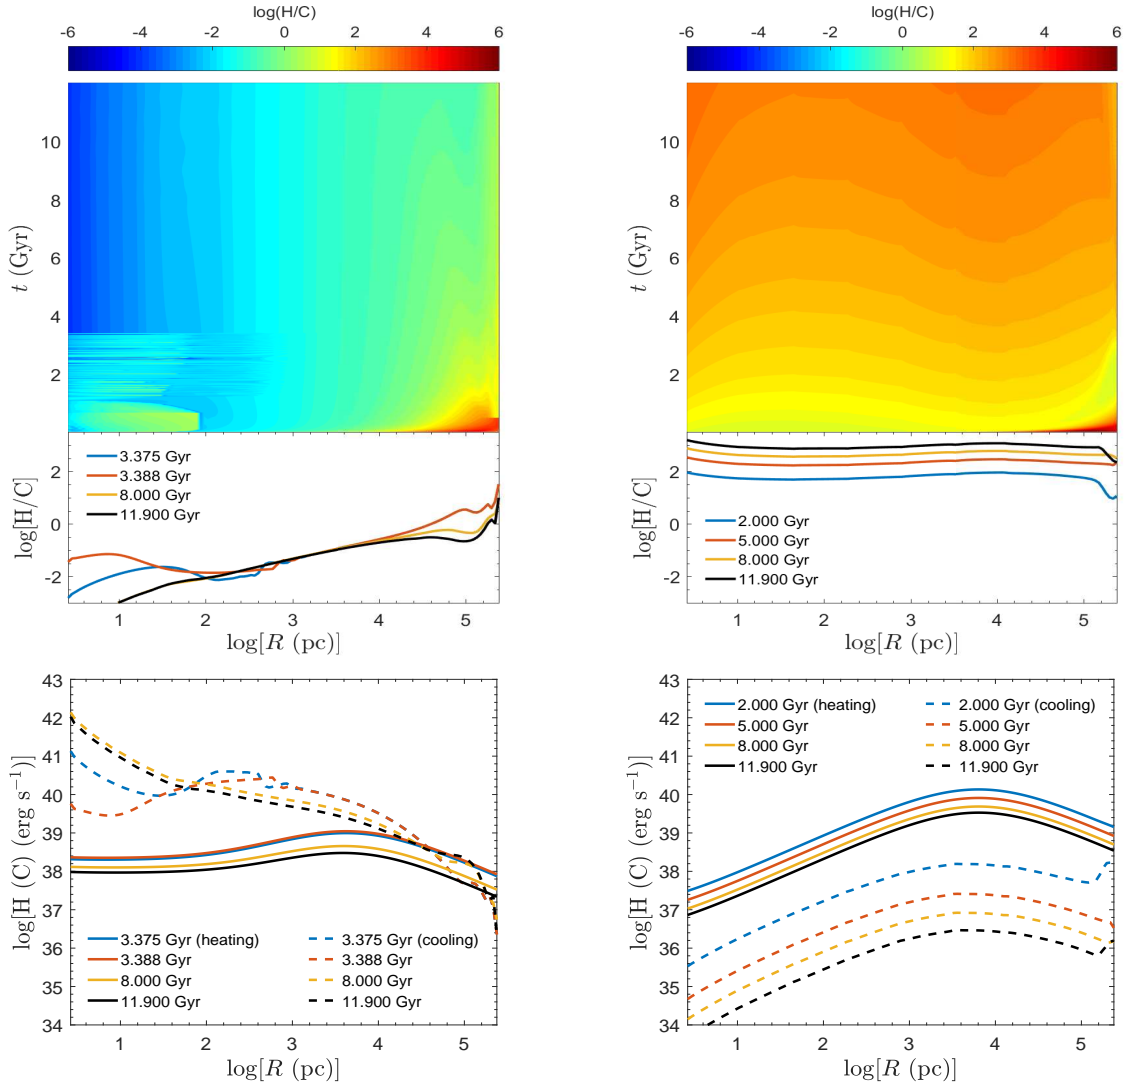 log(H/C)
-6 -4 -2 0 2 4 6
t (Gyr)
10
8
6
4
2
log[H/C]
2
0
-2
3.375 Gyr
3.388 Gyr
8.000 Gyr
11.900 Gyr
1 2 3 4 5
log[R (pc)]
log(H/C)
-6 -4 -2 0 2 4 6
t (Gyr)
10
8
6
4
2
log[H/C]
2
0
-2
2.000 Gyr
5.000 Gyr
8.000 Gyr
11.900 Gyr
1 2 3 4 5
log[R (pc)]
log[H (C) (erg s⁻¹)]
43
42
41
40
39
38
37
36
35
34
3.375 Gyr (heating)
3.388 Gyr
8.000 Gyr
11.900 Gyr
3.375 Gyr (cooling)
3.388 Gyr
8.000 Gyr
11.900 Gyr
1 2 3 4 5
log[R (pc)]
log[H (C) (erg s⁻¹)]
43
42
41
40
39
38
37
36
35
34
2.000 Gyr (heating)
5.000 Gyr
8.000 Gyr
11.900 Gyr
2.000 Gyr (cooling)
5.000 Gyr
8.000 Gyr
11.900 Gyr
1 2 3 4 5
log[R (pc)]